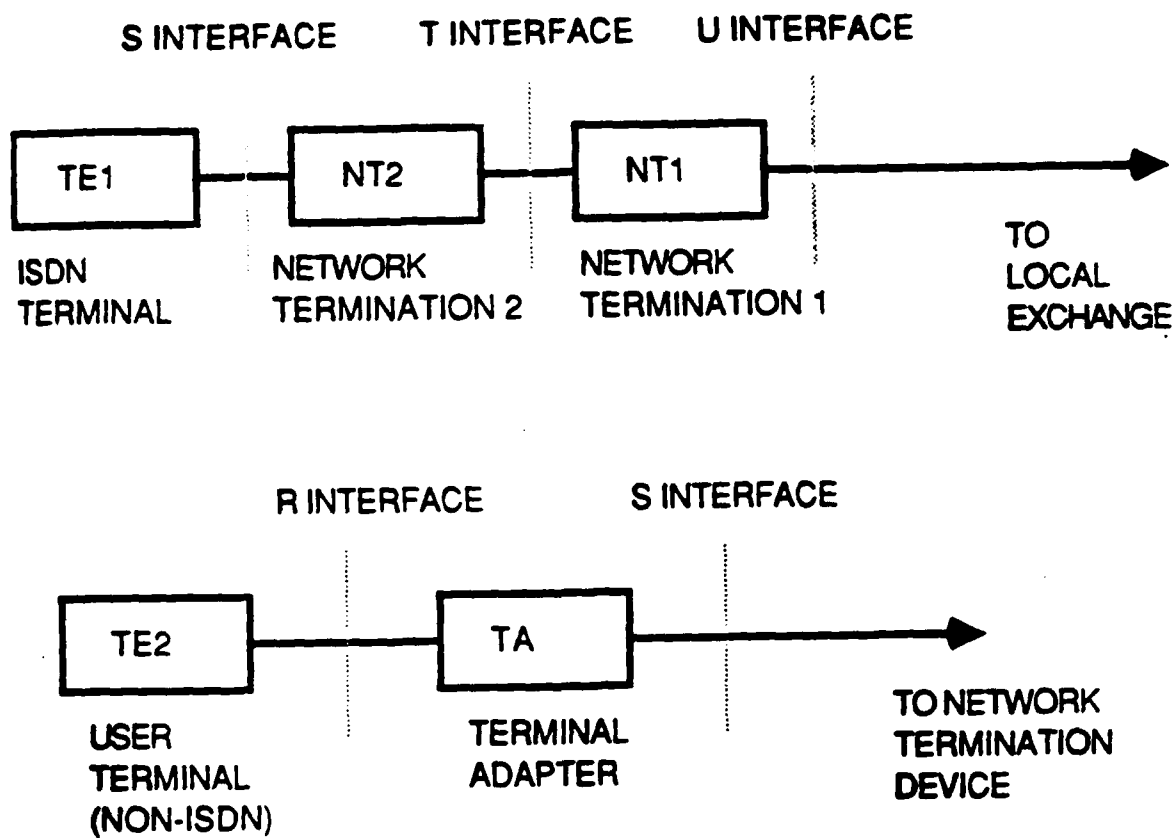 S INTERFACE
T INTERFACE
U INTERFACE
TE1
NT2
NT1
ISDN
TERMINAL
NETWORK
TERMINATION 2
NETWORK
TERMINATION 1
TO
LOCAL
EXCHANGE
R INTERFACE
S INTERFACE
TE2
TA
USER
TERMINAL
(NON-ISDN)
TERMINAL
ADAPTER
TO NETWORK
TERMINATION
DEVICE